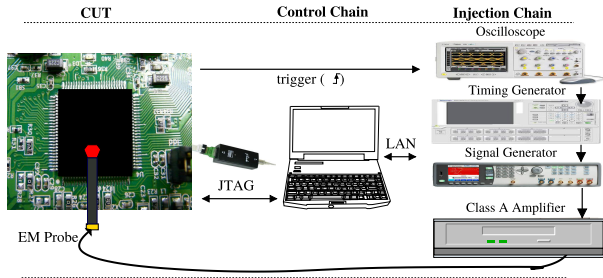 CUT
Control Chain
Injection Chain
Oscilloscope
trigger ( )
Timing Generator
LAN
Signal Generator
JTAG
Class A Amplifier
EM Probe